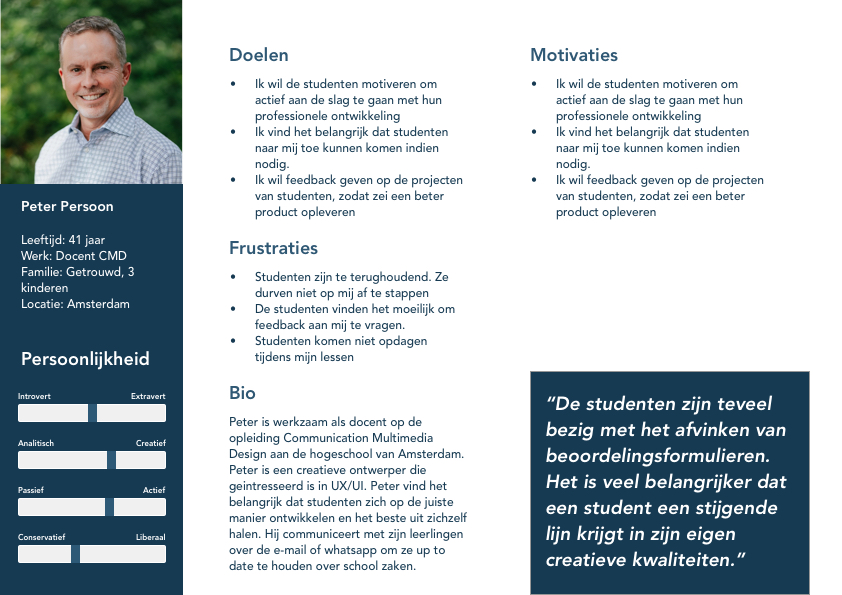 Peter Persoon
Leeftijd: 41 jaar
Werk: Docent CMD
Familie: Getrouwd, 3
kinderen
Locatie: Amsterdam
Persoonlijkheid
Introvert Extravert
Analitisch Creatief
Passief Actief
Conservatief Liberaal
Doelen
• Ik wil de studenten motiveren om
actief aan de slag te gaan met hun
professionele ontwikkeling
• Ik vind het belangrijk dat studenten
naar mij toe kunnen komen indien
nodig.
• Ik wil feedback geven op de projecten
van studenten, zodat zei een beter
product opleveren
Frustraties
• Studenten zijn te terughoudend. Ze
durven niet op mij af te stappen
• De studenten vinden het moeilijk om
feedback aan mij te vragen.
• Studenten komen niet opdagen
tijdens mijn lessen
Bio
Peter is werkzaam als docent op de
opleiding Communication Multimedia
Design aan de hogeschool van Amsterdam.
Peter is een creatieve ontwerper die
geintresseerd is in UX/UI. Peter vind het
belangrijk dat studenten zich op de juiste
manier ontwikkelen en het beste uit zichzelf
halen. Hij communiceert met zijn leerlingen
over de e-mail of whatsapp om ze up to
date te houden over school zaken.
Motivaties
• Ik wil de studenten motiveren om
actief aan de slag te gaan met hun
professionele ontwikkeling
• Ik vind het belangrijk dat studenten
naar mij toe kunnen komen indien
nodig.
• Ik wil feedback geven op de projecten
van studenten, zodat zei een beter
product opleveren
“De studenten zijn teveel
bezig met het afvinken van
beoordelingsformulieren.
Het is veel belangrijker dat
een student een stijgende
lijn krijgt in zijn eigen
creatieve kwaliteiten.”